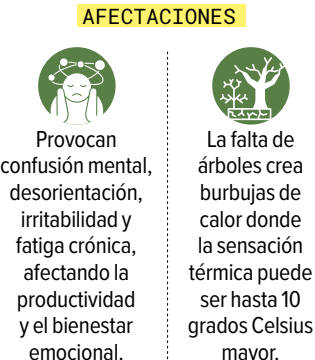 AFECTACIONES
Provocan
confusión mental,
desorientación,
irritabilidad y
fatiga crónica,
afectando la
productividad
y el bienestar
emocional.
La falta de
árboles crea
burbujas de
calor donde
la sensación
térmica puede
ser hasta 10
grados Celsius
mayor.